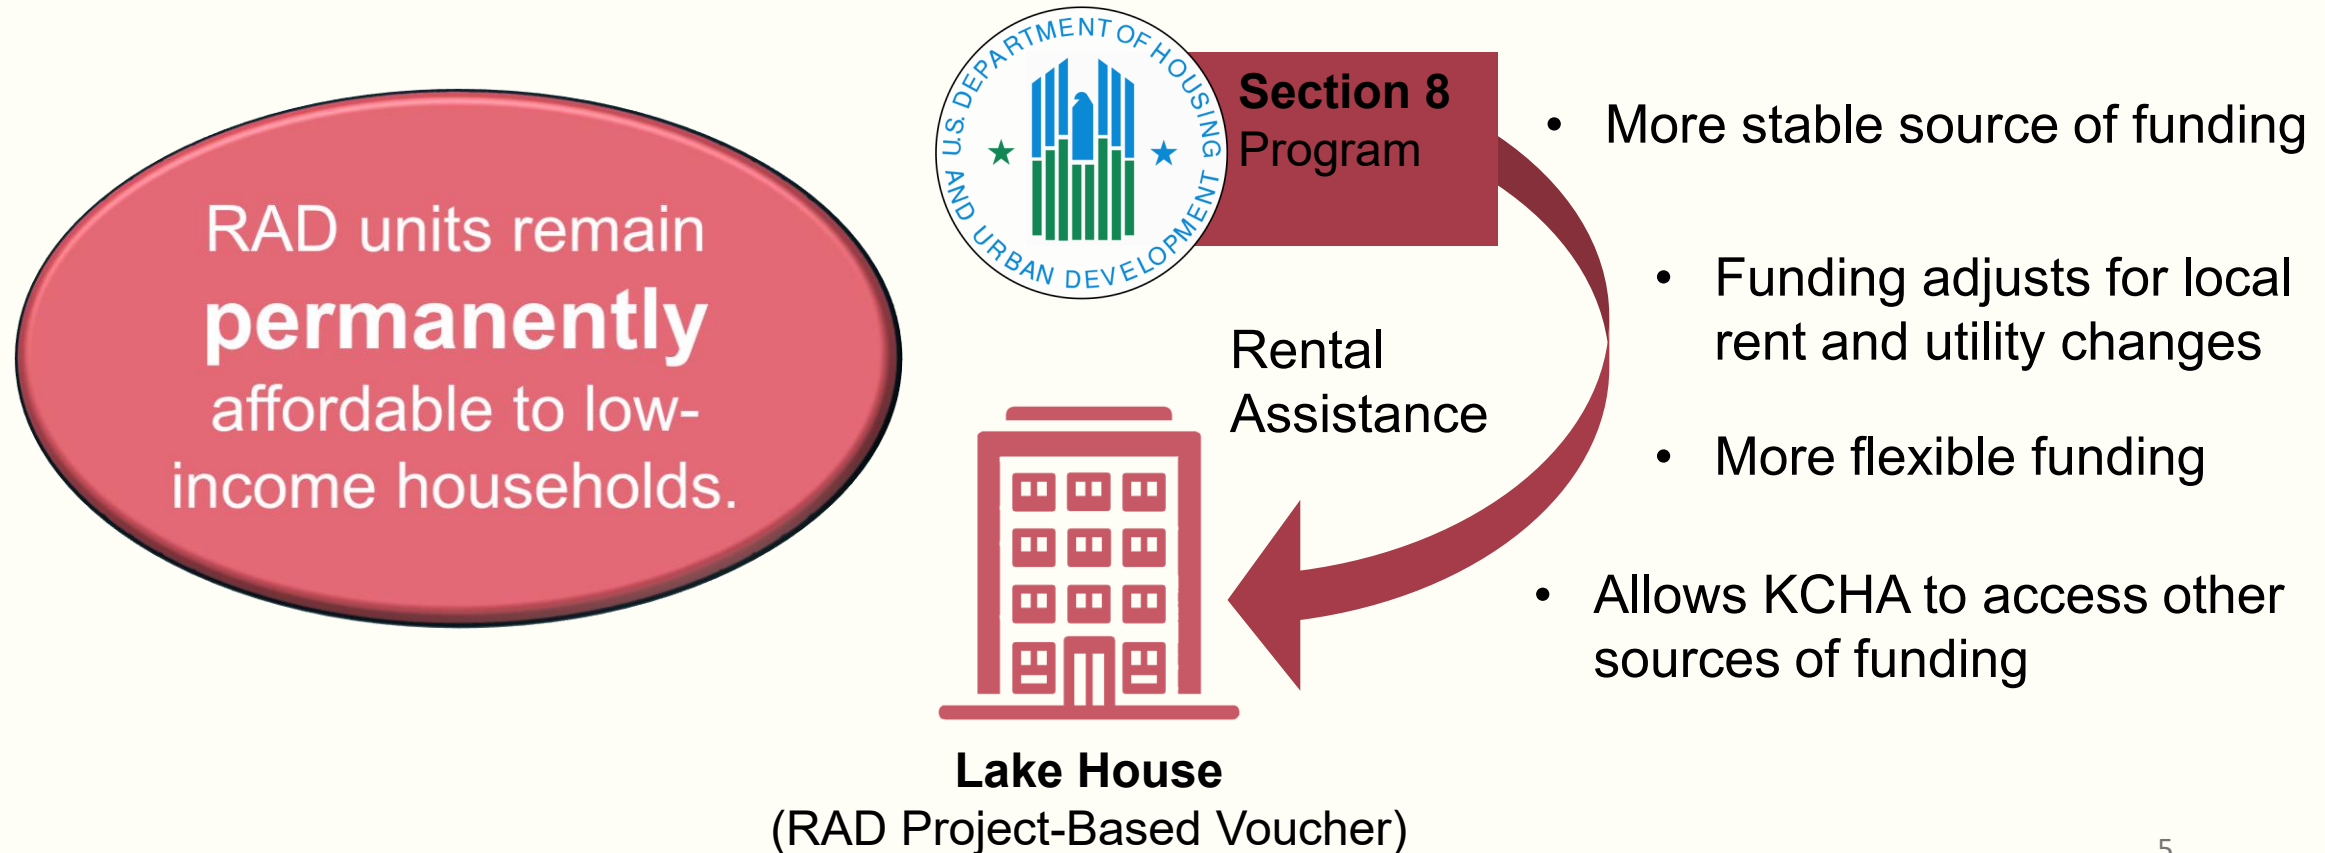 RAD units remain
permanently
affordable to low-
income households.
U.S. DEPARTMENT OF HOUSING
AND URBAN DEVELOPMENT
Section 8
Program
Rental
Assistance
Lake House
(RAD Project-Based Voucher)
• More stable source of funding
• Funding adjusts for local
rent and utility changes
• More flexible funding
• Allows KCHA to access other
sources of funding
5